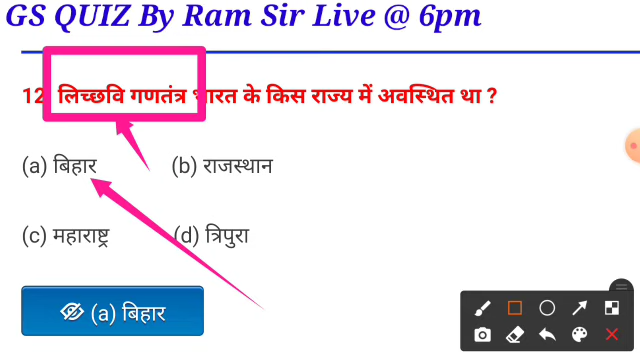 GS QUIZ By Ram Sir Live @ 6pm
12 लिच्छवि गणतंत्र भारत के किस राज्य में अवस्थित था ?
(a) बिहार (b) राजस्थान
(c) महाराष्ट्र (d) त्रिपुरा
(a) बिहार